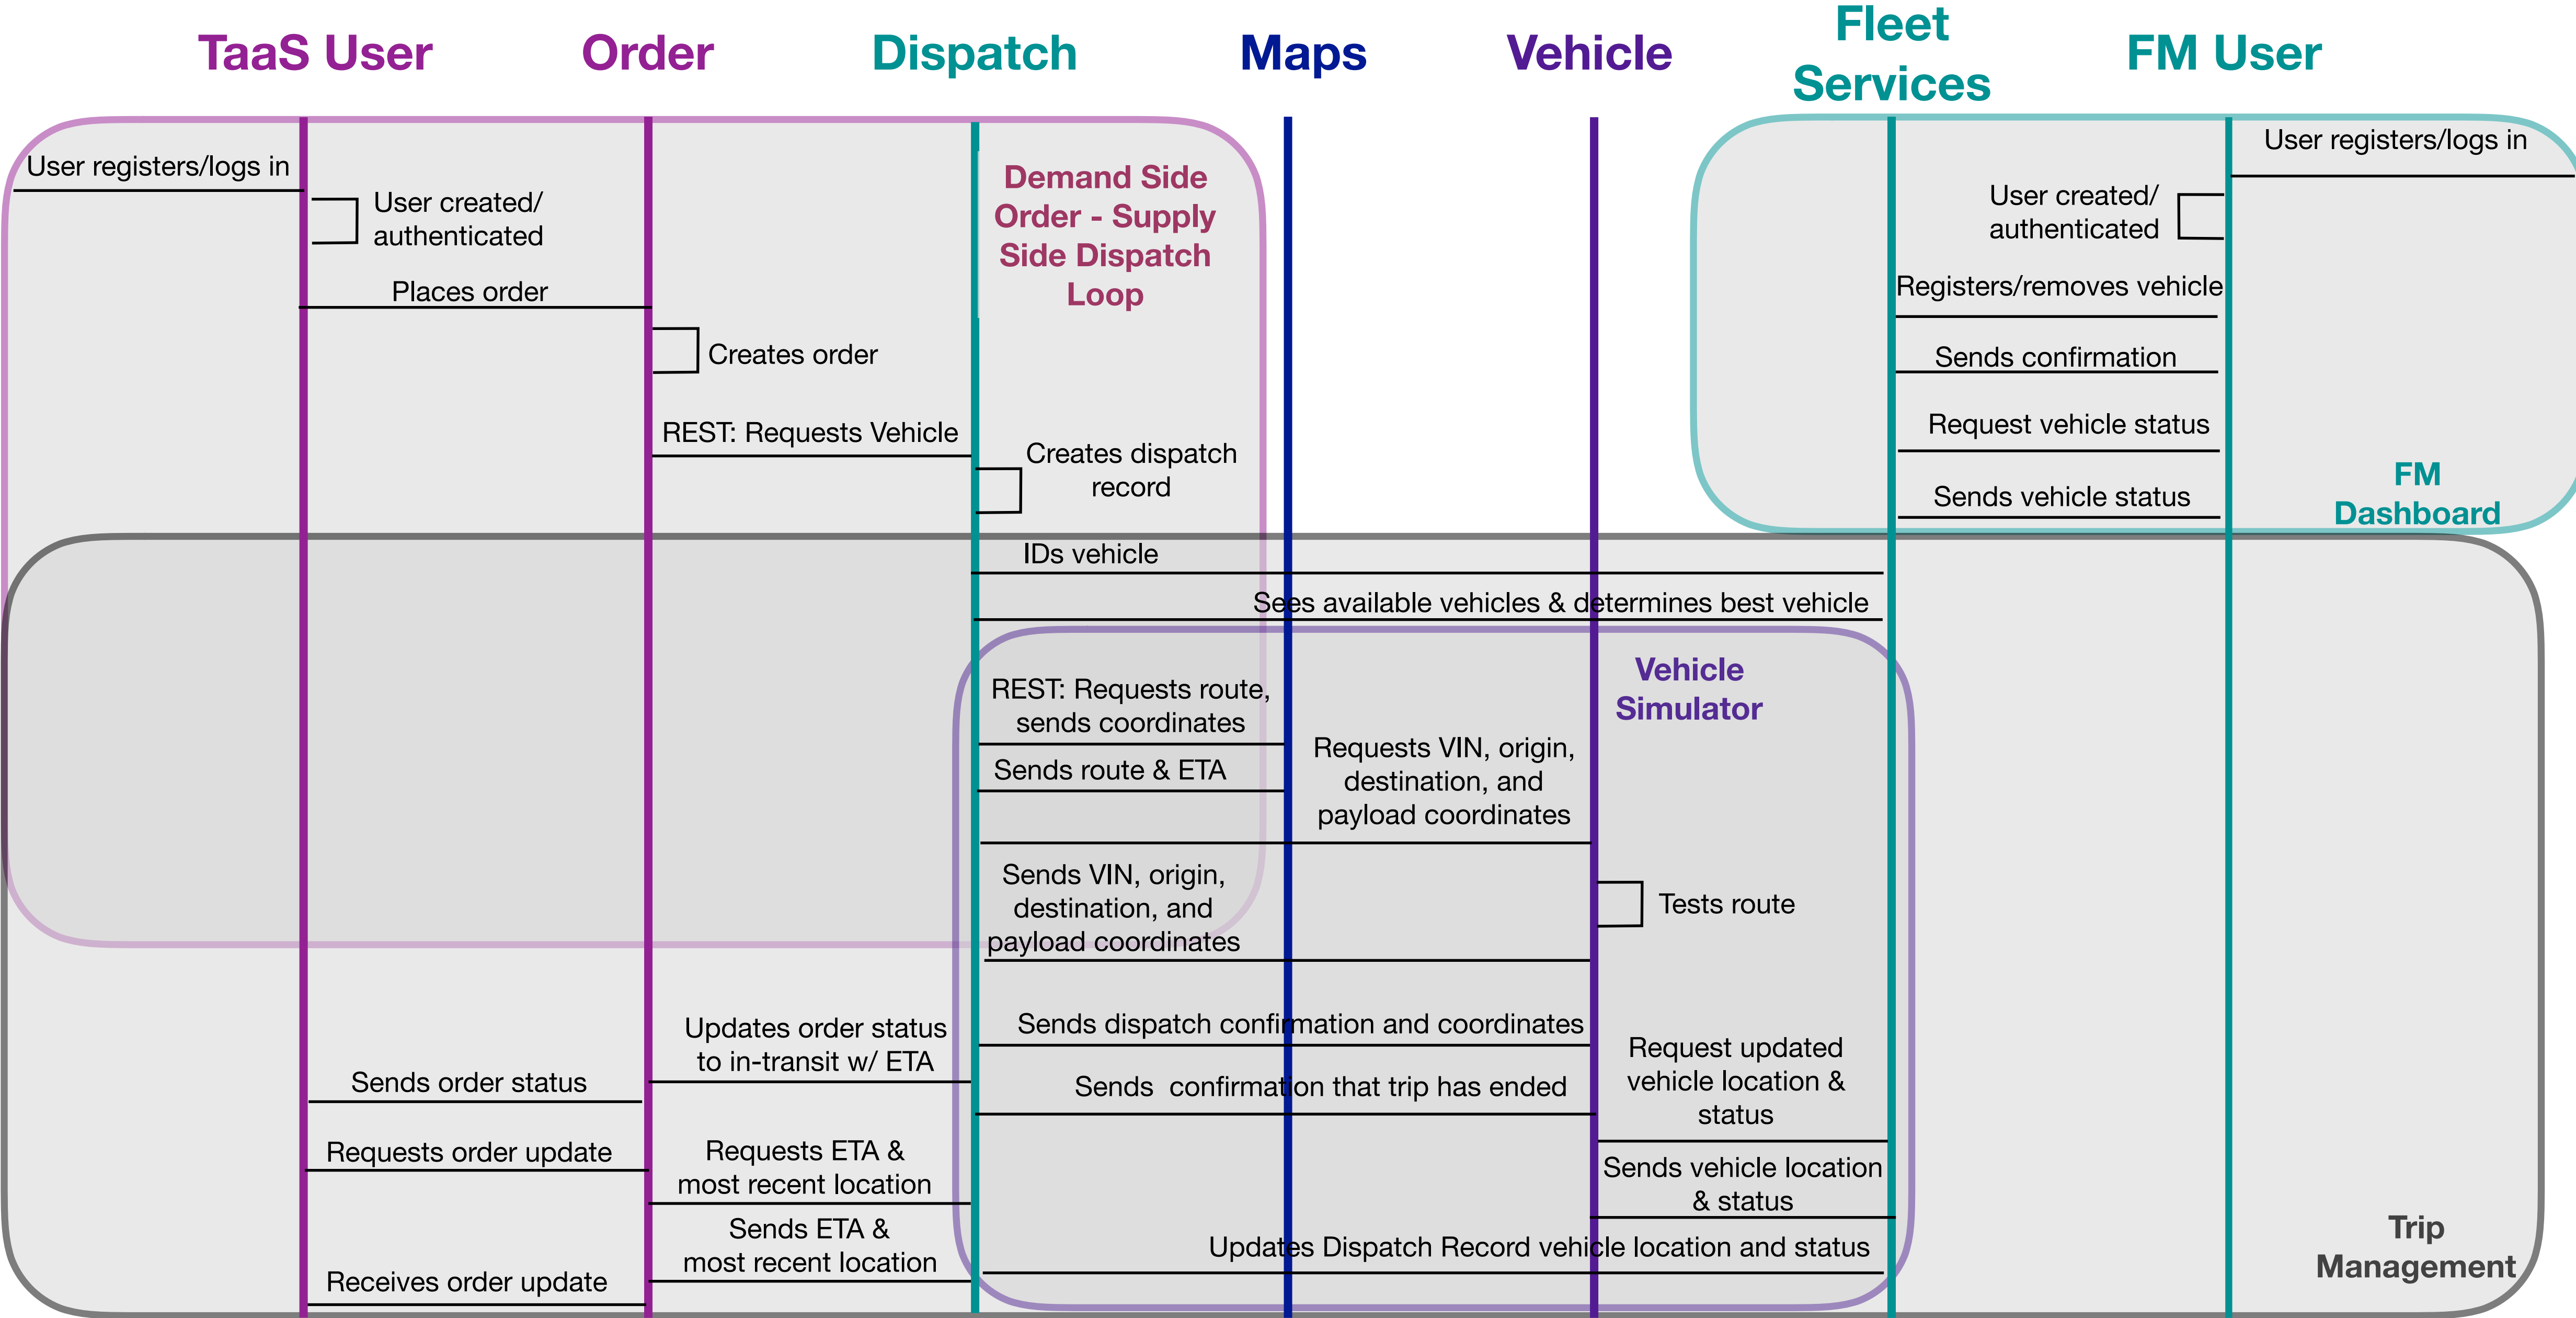 TaaS User
Order
Dispatch
Maps
Vehicle
Fleet
Services
FM User
User registers/logs in
User created/
authenticated
Places order
Creates order
REST: Requests Vehicle
Demand Side
Order - Supply
Side Dispatch
Loop
Creates dispatch
record
User registers/logs in
User created/
authenticated
Registers/removes vehicle
Sends confirmation
Request vehicle status
Sends vehicle status
FM
Dashboard
IDs vehicle
Sees available vehicles & determines best vehicle
Vehicle
Simulator
REST: Requests route,
sends coordinates
Sends route & ETA
Requests VIN, origin,
destination, and
payload coordinates
Sends VIN, origin,
destination, and
payload coordinates
Tests route
Sends dispatch confirmation and coordinates
Updates order status
to in-transit w/ ETA
Sends order status
Sends  confirmation that trip has ended
Request updated
vehicle location &
status
Requests order update
Requests ETA &
most recent location
Sends vehicle location
& status
Sends ETA &
most recent location
Updates Dispatch Record vehicle location and status
Receives order update
Trip
Management